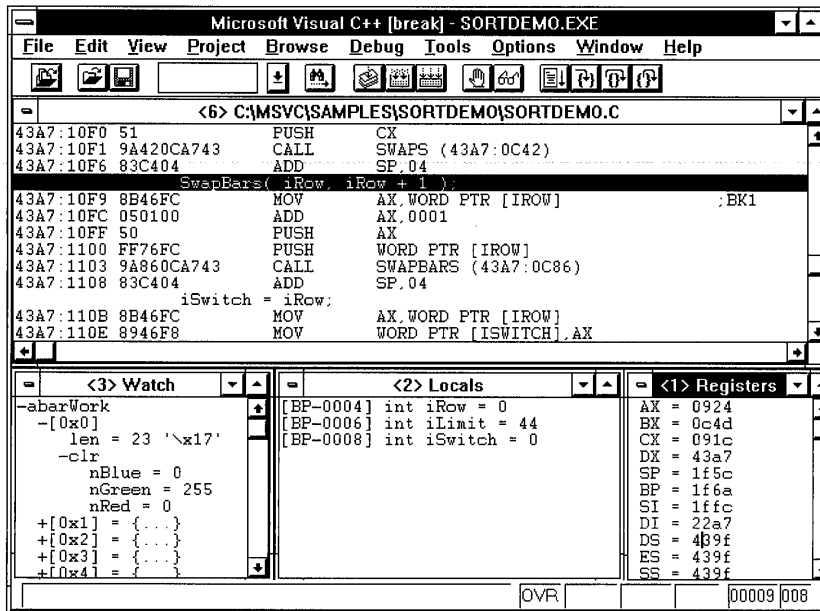 Microsoft Visual C++ [break] - SORTDEMO.EXE
File Edit View Project Browse Debug Tools Options Window Help
<6> C:\MSVC\SAMPLES\SORTDEMO\SORTDEMO.C
43A7:10F0 51 PUSH CX
43A7:10F1 9A420CA743 CALL SWAPS (43A7:0C42)
43A7:10F6 83C404 ADD SP,04
SwapBars( iRow, iRow + 1 );
43A7:10F9 8B46FC MOV AX,WORD PTR [IROW] ;BK1
43A7:10FC 050100 ADD AX,0001
43A7:10FF 50 PUSH AX
43A7:1100 FF76FC PUSH WORD PTR [IROW]
43A7:1103 9A860CA743 CALL SWAPBARS (43A7:0C86)
43A7:1108 83C404 ADD SP,04
iSwitch = iRow;
43A7:110B 8B46FC MOV AX,WORD PTR [IROW]
43A7:110E 8946F8 MOV WORD PTR [ISWITCH],AX
<3> Watch
-abarWork
-[0x0]
len = 23 '\x17'
-clr
nBlue = 0
nGreen = 255
nRed = 0
+[0x1] = {...}
+[0x2] = {...}
+[0x3] = {...}
+[0x4] = {...}
<2> Locals
[BP-0004] int iRow = 0
[BP-0006] int iLimit = 44
[BP-0008] int iSwitch = 0
<1> Registers
AX = 0924
BX = 0c4d
CX = 091c
DX = 43a7
SP = 1f5c
BP = 1f6a
SI = 1ffc
DI = 22a7
DS = 439f
ES = 439f
SS = 439f
OVR 00009 008